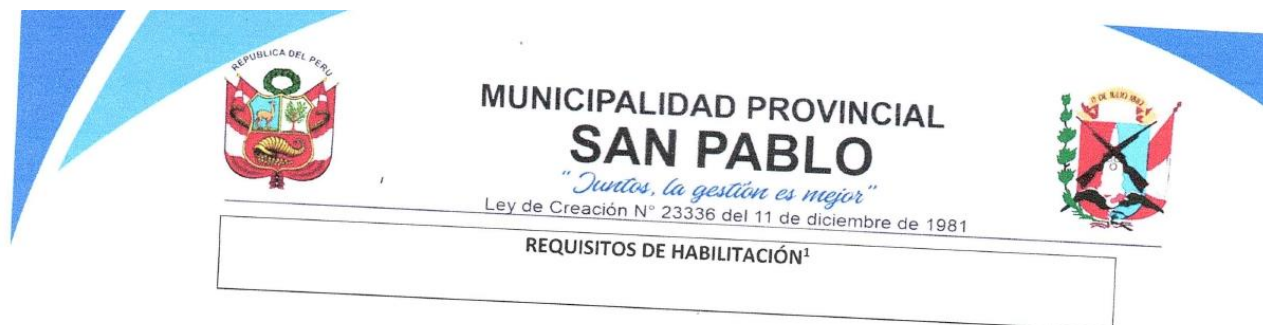 REPUBLICA DEL PERU
MUNICIPALIDAD PROVINCIAL
SAN PABLO
"Juntos, la gestión es mejor"
Ley de Creación N° 23336 del 11 de diciembre de 1981
REQUISITOS DE HABILITACIÓN¹